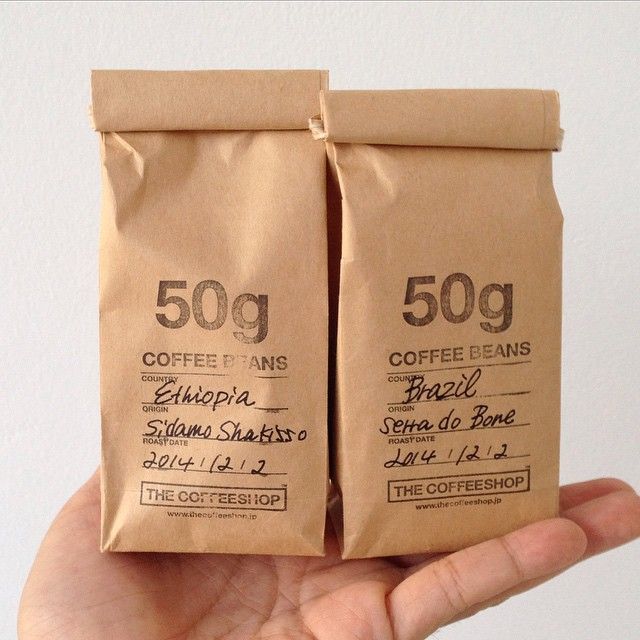 50g
COFFEE BEANS
COUNTRY
Ethiopia
ORIGIN
Sidamo Shakisso
ROAST DATE
2014/12/2
THE COFFEESHOP
www.thecoffeeshop.jp
50g
COFFEE BEANS
COUNTRY
Brazil
ORIGIN
Serra do Bone
ROAST DATE
2014/12/2
THE COFFEESHOP
www.thecoffeeshop.jp